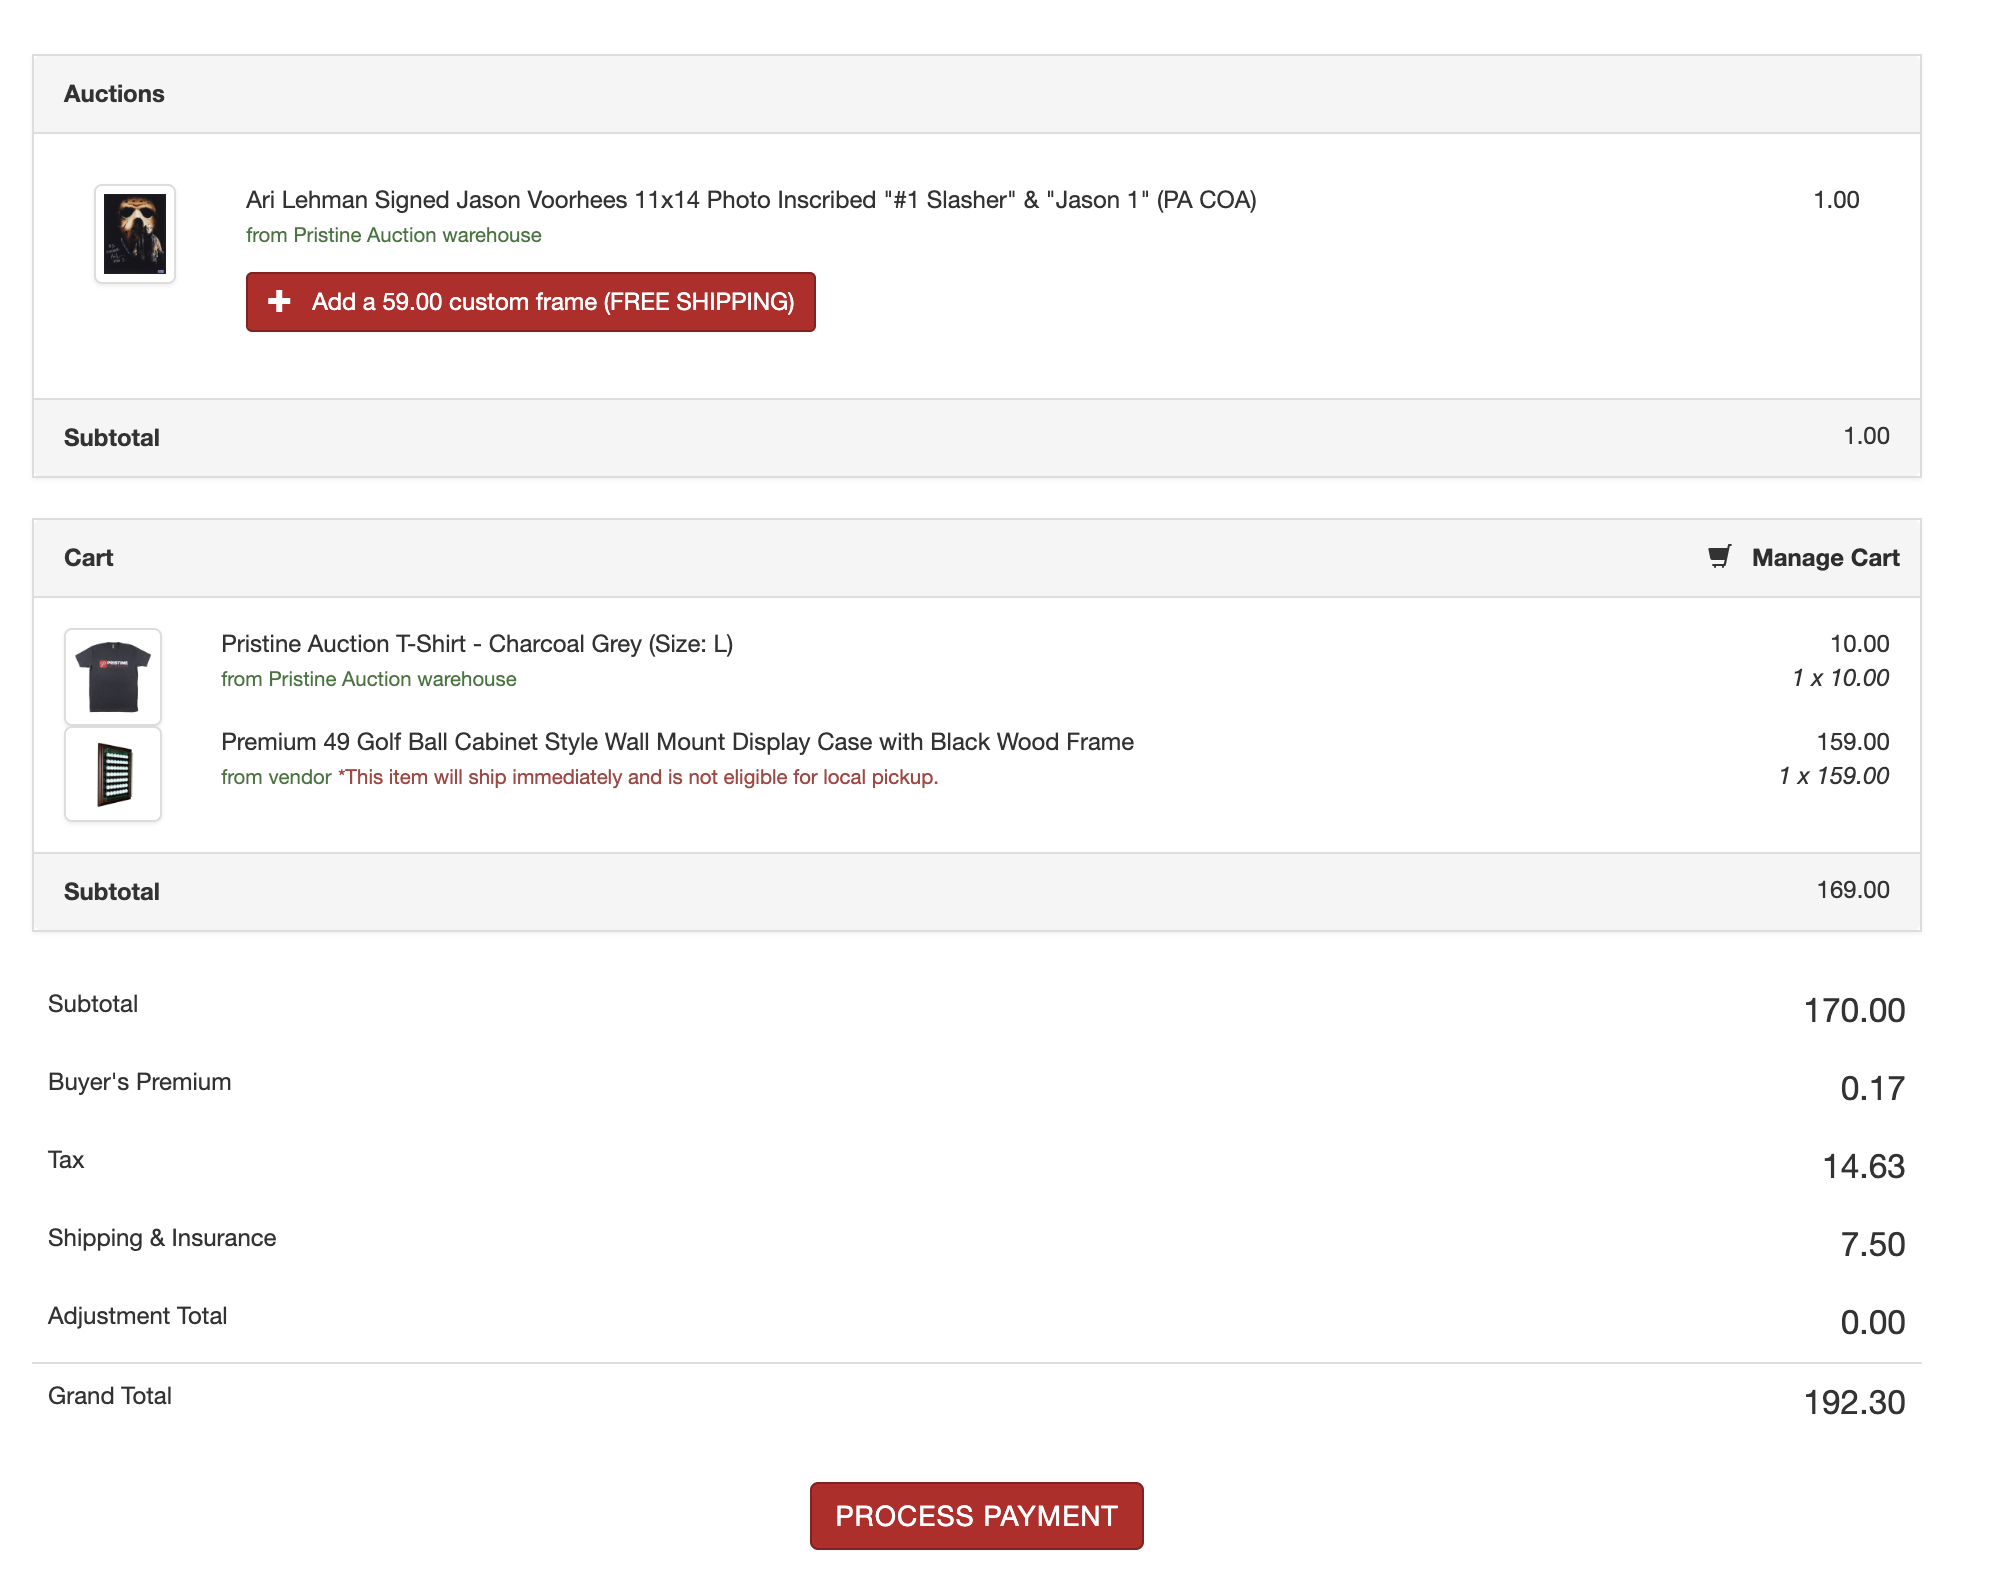 Auctions
Ari Lehman Signed Jason Voorhees 11x14 Photo Inscribed "#1 Slasher" & "Jason 1" (PA COA) 1.00
from Pristine Auction warehouse
Add a 59.00 custom frame (FREE SHIPPING)
Subtotal 1.00
Cart Manage Cart
PRISTINE
Pristine Auction T-Shirt - Charcoal Grey (Size: L) 10.00
from Pristine Auction warehouse 1 x 10.00
Premium 49 Golf Ball Cabinet Style Wall Mount Display Case with Black Wood Frame 159.00
from vendor *This item will ship immediately and is not eligible for local pickup. 1 x 159.00
Subtotal 169.00
Subtotal 170.00
Buyer's Premium 0.17
Tax 14.63
Shipping & Insurance 7.50
Adjustment Total 0.00
Grand Total 192.30
PROCESS PAYMENT